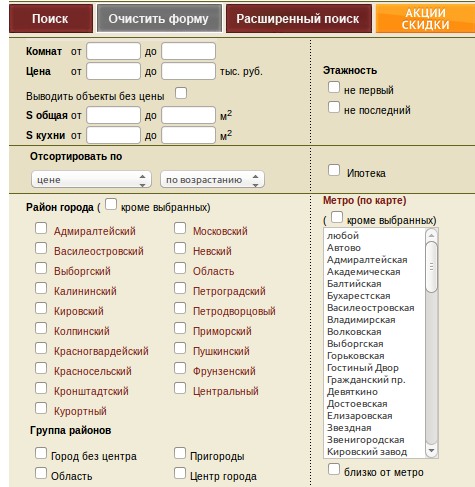 Поиск Очистить форму Расширенный поиск АКЦИИ СКИДКИ
Комнат от до
Цена от до тыс. руб.
Выводить объекты без цены
S общая от до м²
S кухни от до м²
Этажность
не первый
не последний
Отсортировать по
цене по возрастанию
Ипотека
Район города ( кроме выбранных)
Адмиралтейский Московский
Василеостровский Невский
Выборгский Область
Калининский Петроградский
Кировский Петродворцовый
Колпинский Приморский
Красногвардейский Пушкинский
Красносельский Фрунзенский
Кронштадтский Центральный
Курортный
Группа районов
Город без центра Пригороды
Область Центр города
Метро (по карте)
( кроме выбранных)
любой
Автово
Адмиралтейская
Академическая
Балтийская
Бухарестская
Василеостровская
Владимирская
Волковская
Выборгская
Горьковская
Гостиный Двор
Гражданский пр.
Девяткино
Достоевская
Елизаровская
Звездная
Звенигородская
Кировский завод
близко от метро